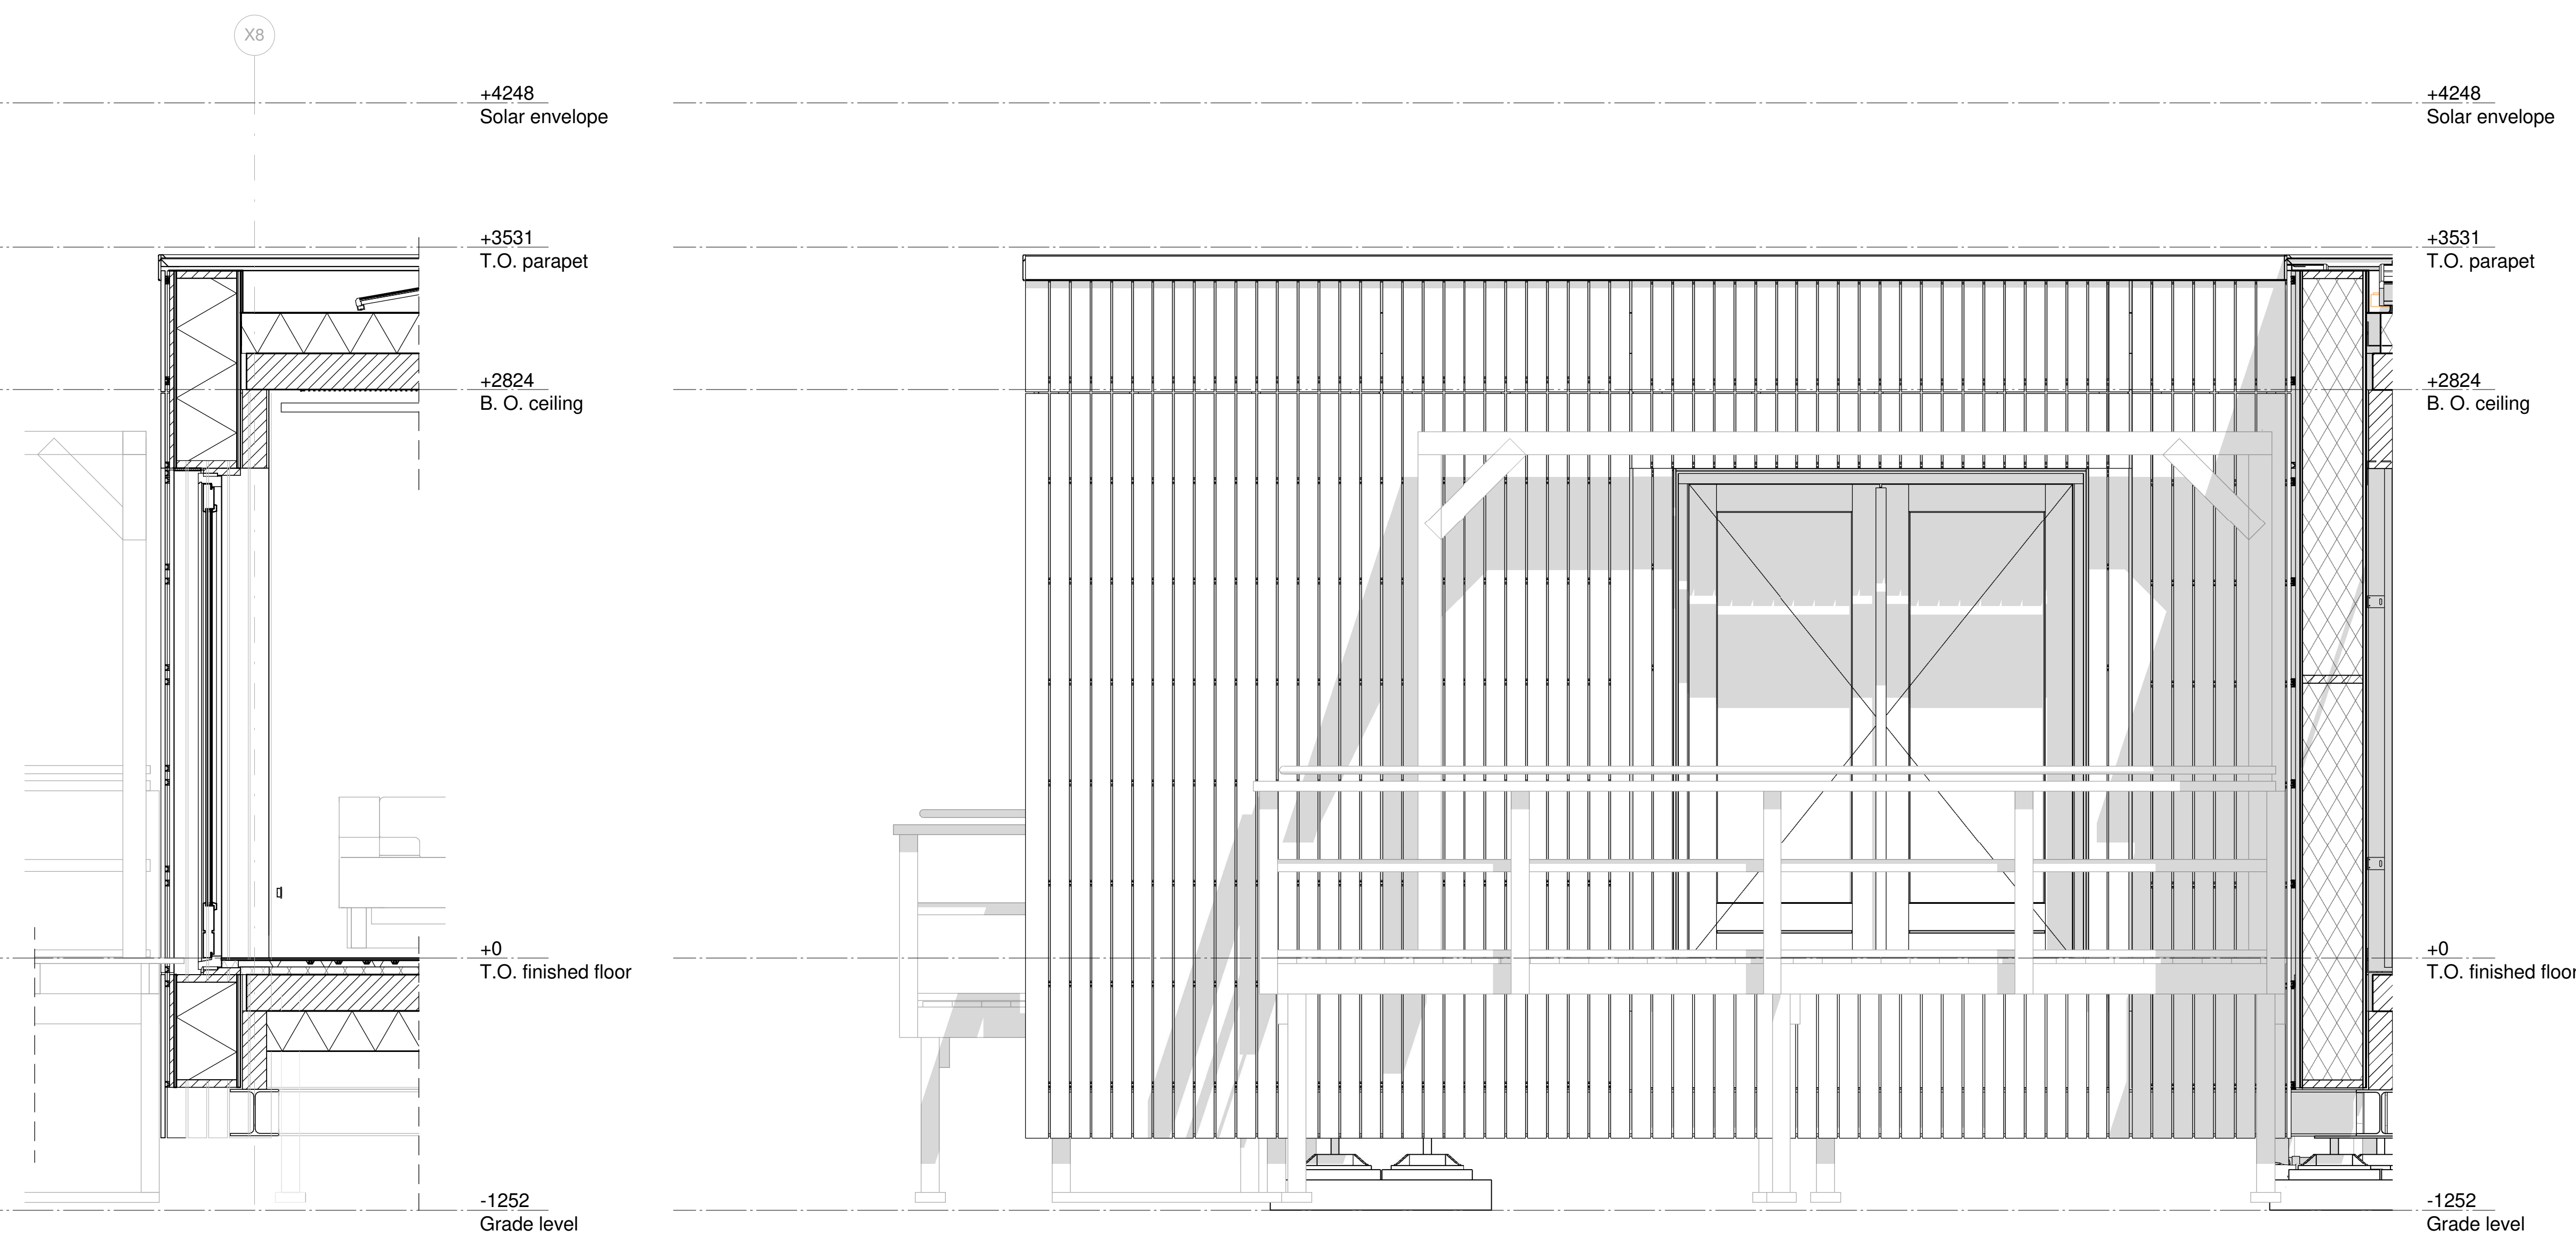 X8
+4248
Solar envelope
+3531
T.O. parapet
+2824
B. O. ceiling
+0
T.O. finished floor
-1252
Grade level
+4248
Solar envelope
+3531
T.O. parapet
+2824
B. O. ceiling
+0
T.O. finished floor
-1252
Grade level